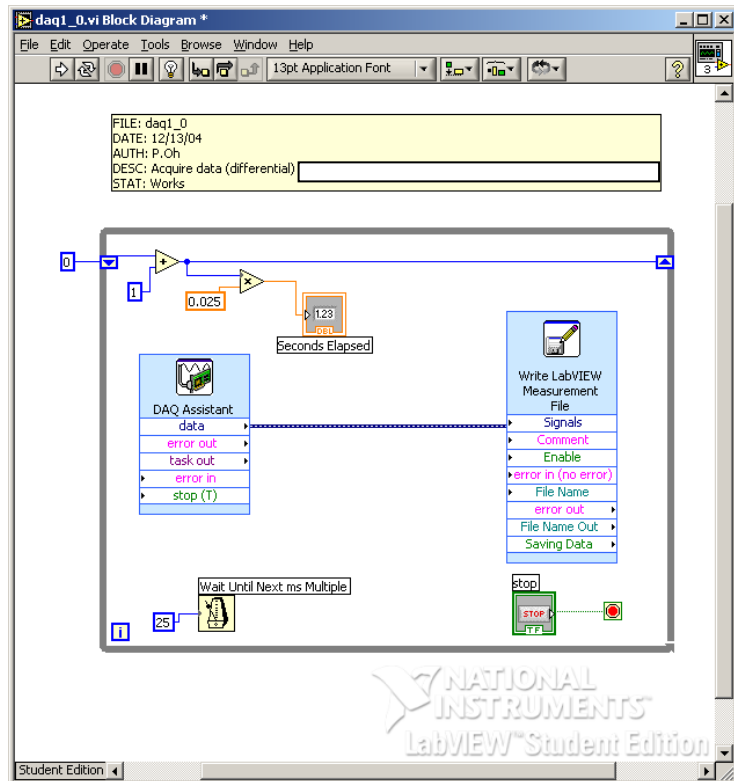 daq1_0.vi Block Diagram *
File Edit Operate Tools Browse Window Help
13pt Application Font
3
FILE: daq1_0
DATE: 12/13/04
AUTH: P.Oh
DESC: Acquire data (differential)
STAT: Works
0
+
1
x
0.025
1.23
DBL
Seconds Elapsed
DAQ Assistant
data
error out
task out
error in
stop (T)
Write LabVIEW
Measurement
File
Signals
Comment
Enable
error in (no error)
File Name
error out
File Name Out
Saving Data
Wait Until Next ms Multiple
25
i
stop
STOP
TF
NATIONAL
INSTRUMENTS™
LabVIEW™Student Edition
Student Edition